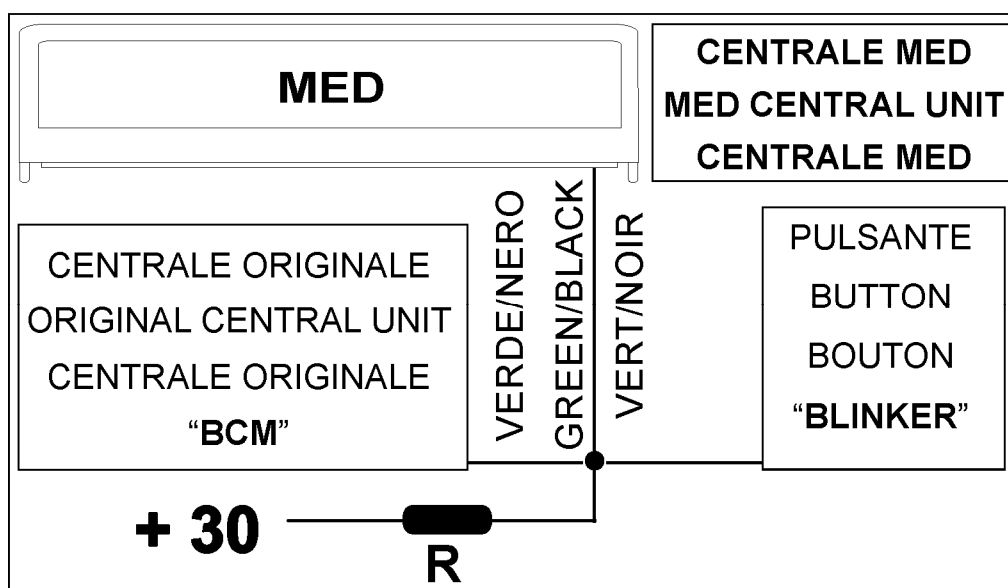 MED
CENTRALE MED
MED CENTRAL UNIT
CENTRALE MED
CENTRALE ORIGINALE
ORIGINAL CENTRAL UNIT
CENTRALE ORIGINALE
“BCM”
VERDE/NERO
GREEN/BLACK
VERT/NOIR
PULSANTE
BUTTON
BOUTON
“BLINKER”
+ 30
R